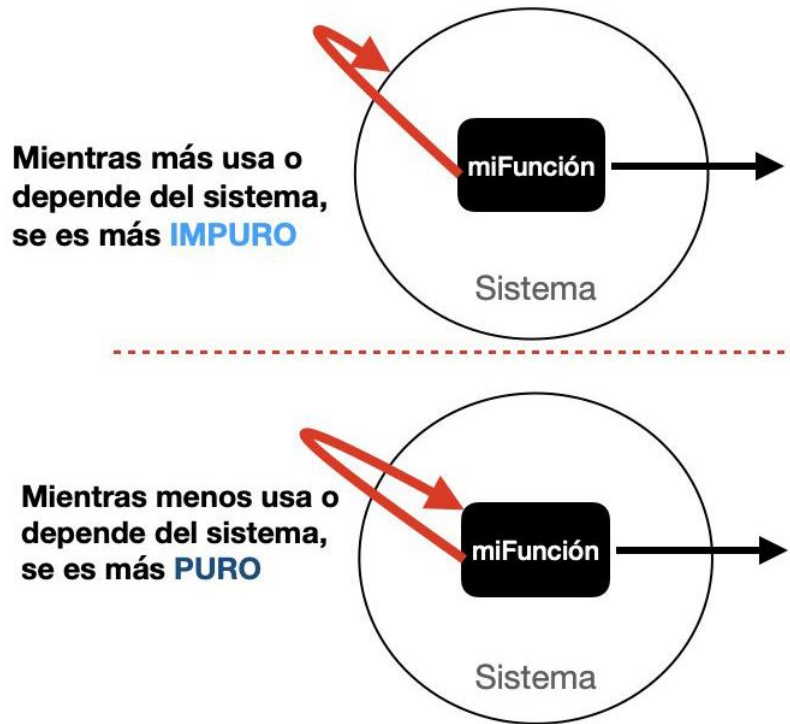 Mientras más usa o
depende del sistema,
se es más IMPURO
miFunción
Sistema
Mientras menos usa o
depende del sistema,
se es más PURO
miFunción
Sistema